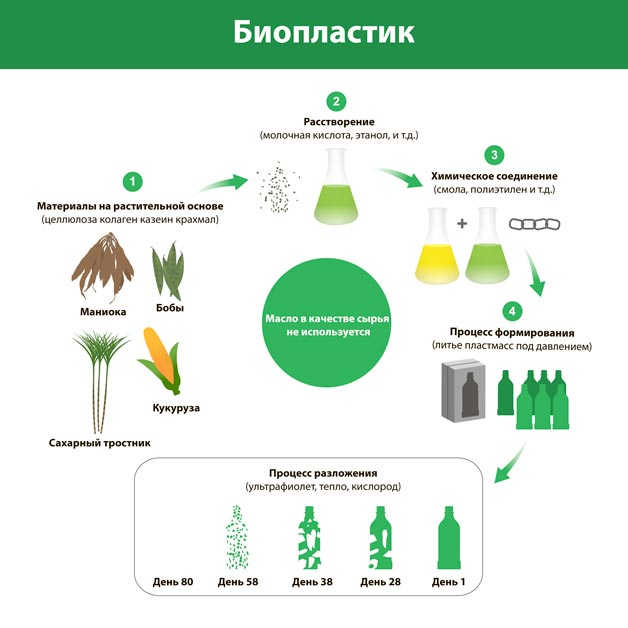 Биопластик
1
Материалы на растительной основе
(целлюлоза колаген казеин крахмал)
Маниока
Бобы
Сахарный тростник
Кукуруза
2
Расстворение
(молочная кислота, этанол, и т.д.)
3
Химическое соединение
(смола, полиэтилен и т.д.)
+
4
Процесс формирования
(литье пластмасс под давлением)
Масло в качестве сырья
не используется
Процесс разложения
(ультрафиолет, тепло, кислород)
День 80
День 58
День 38
День 28
День 1